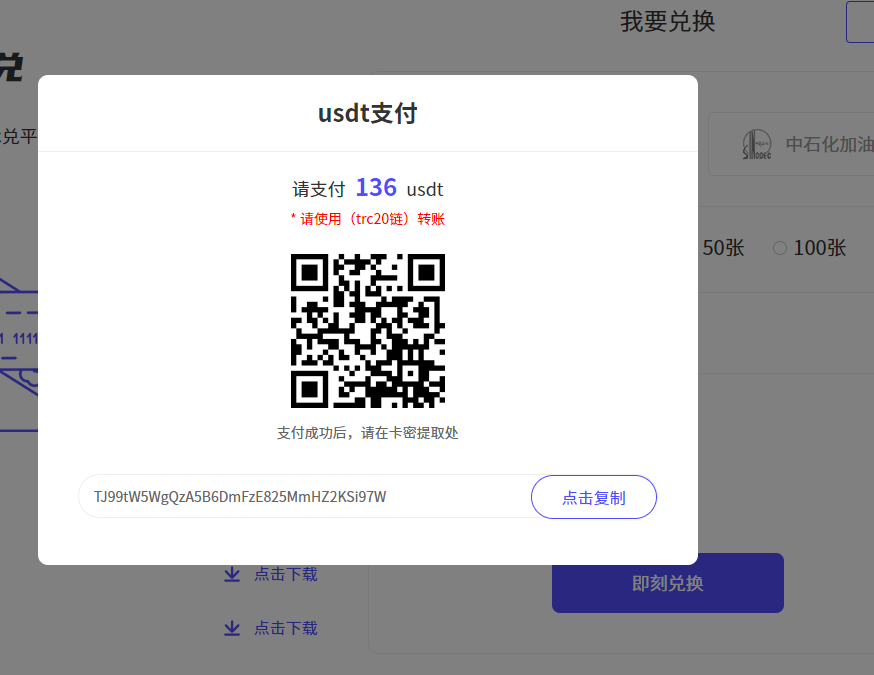 我要兑换
兑
兑平
usdt支付
中石化加油
请支付 136 usdt
* 请使用（trc20链）转账
50张
100张
1111
支付成功后，请在卡密提取处
TJ99tW5WgQzA5B6DmFzE825MmHZ2KSi97W
点击复制
点击下载
即刻兑换
点击下载